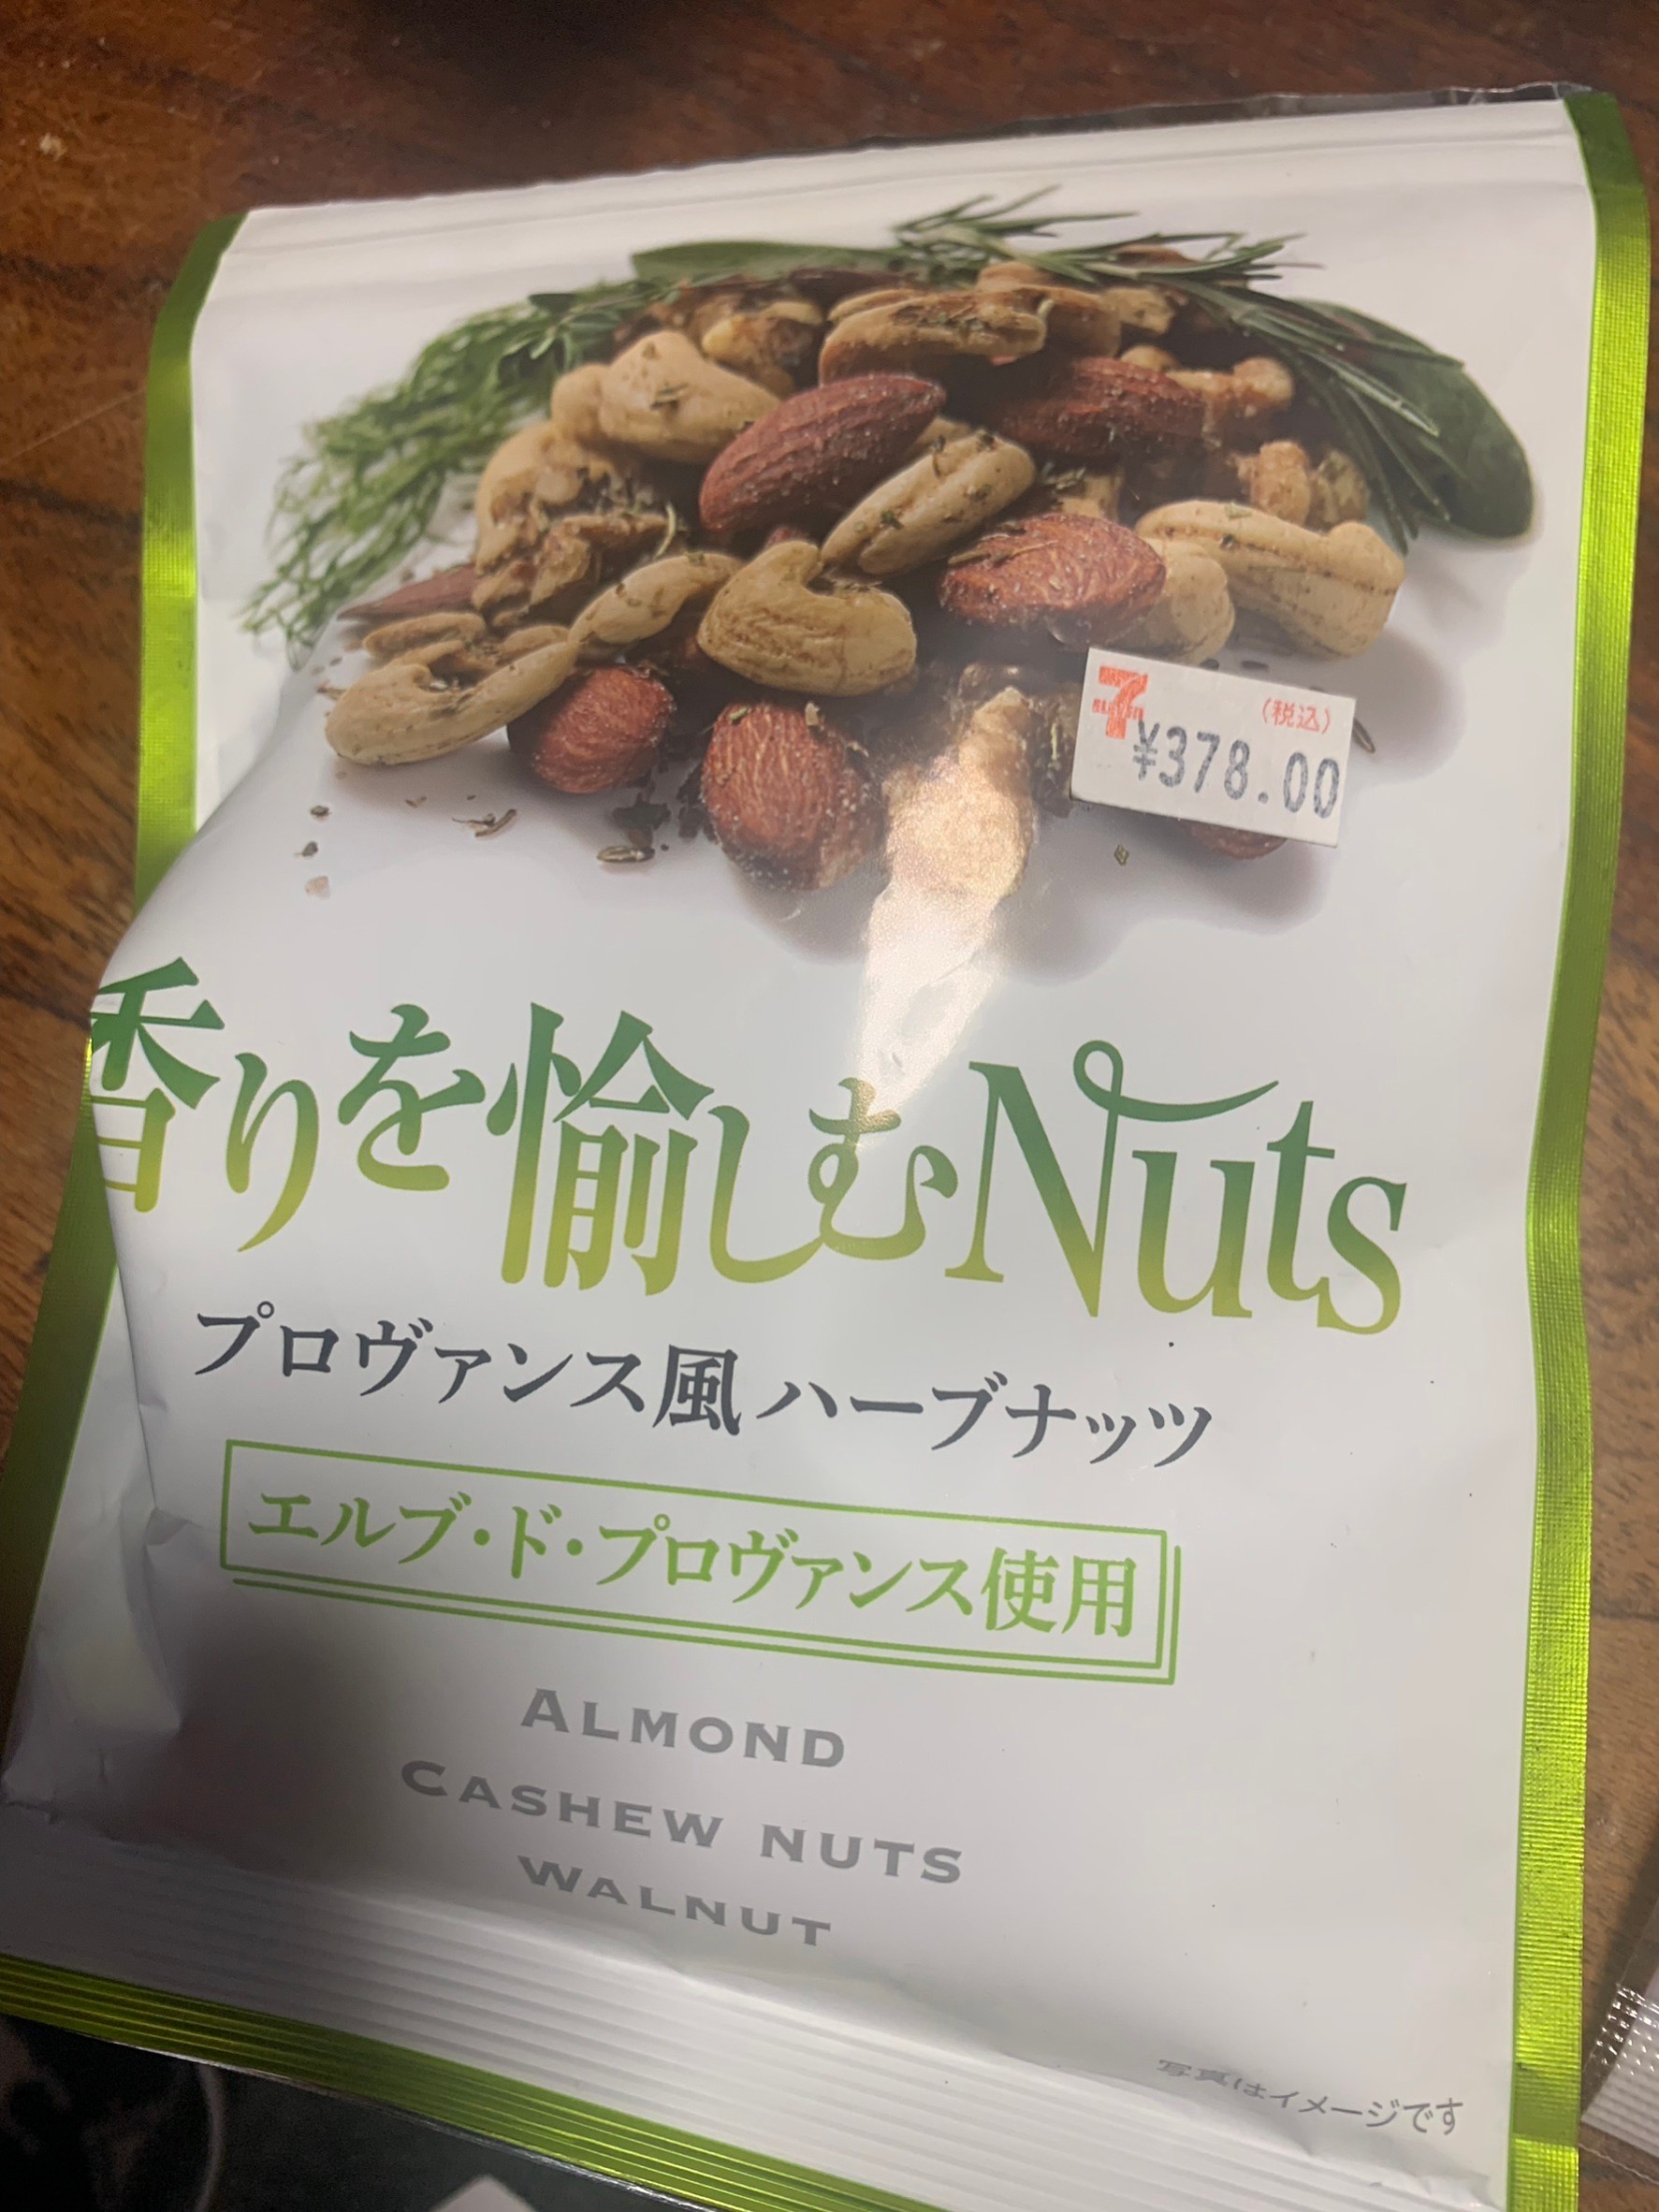 7 ELEVEN (税込)
¥378.00
香りを愉しむNuts
プロヴァンス風 ハーブナッツ
エルブ・ド・プロヴァンス使用
ALMOND
CASHEW NUTS
WALNUT
写真はイメージです